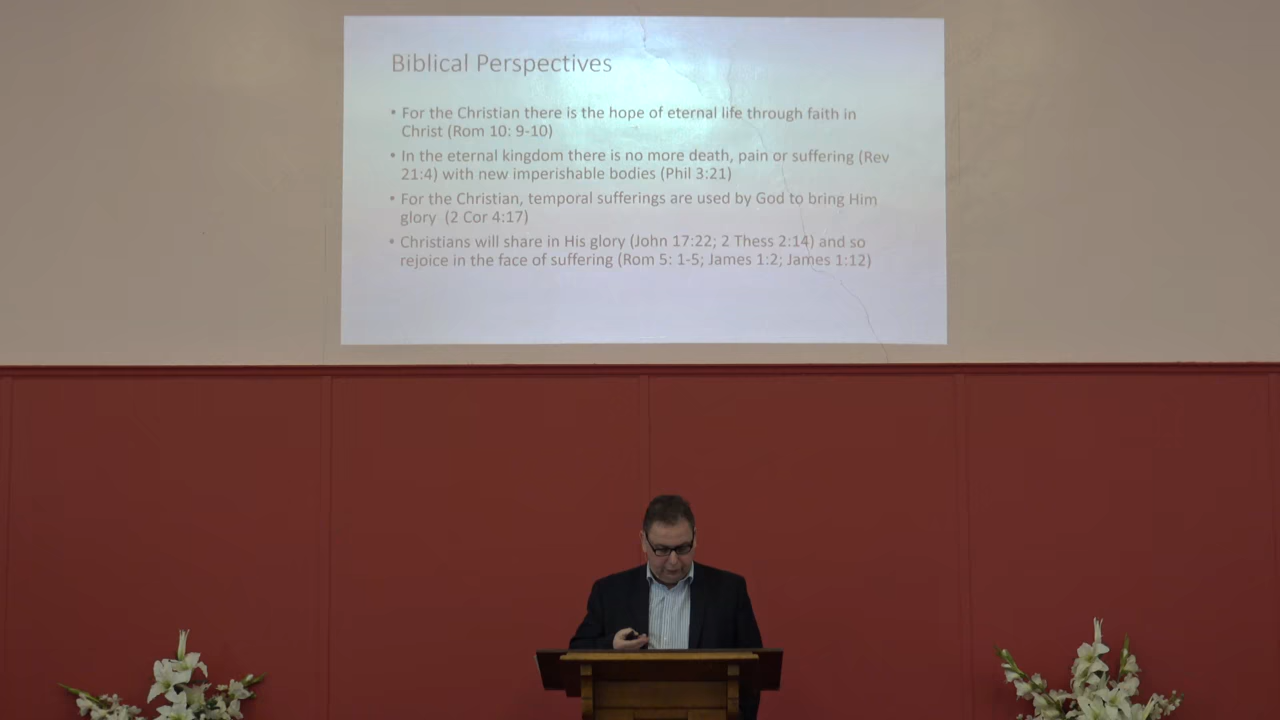 Biblical Perspectives
• For the Christian there is the hope of eternal life through faith in
Christ (Rom 10: 9-10)
• In the eternal kingdom there is no more death, pain or suffering (Rev
21:4) with new imperishable bodies (Phil 3:21)
• For the Christian, temporal sufferings are used by God to bring Him
glory (2 Cor 4:17)
• Christians will share in His glory (John 17:22; 2 Thess 2:14) and so
rejoice in the face of suffering (Rom 5: 1-5; James 1:2; James 1:12)